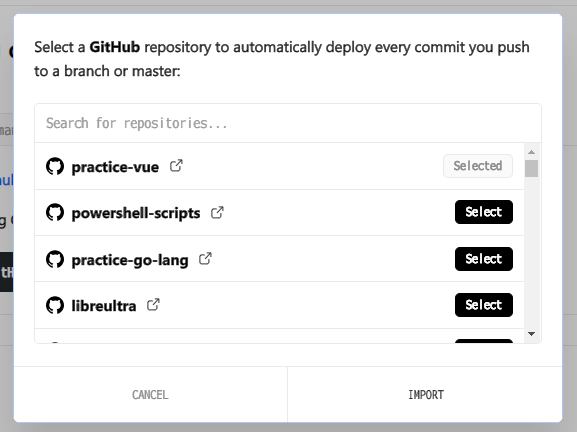 Select a GitHub repository to automatically deploy every commit you push
to a branch or master:
Search for repositories...
practice-vue
Selected
powershell-scripts
Select
practice-go-lang
Select
libreultra
Select
CANCEL
IMPORT